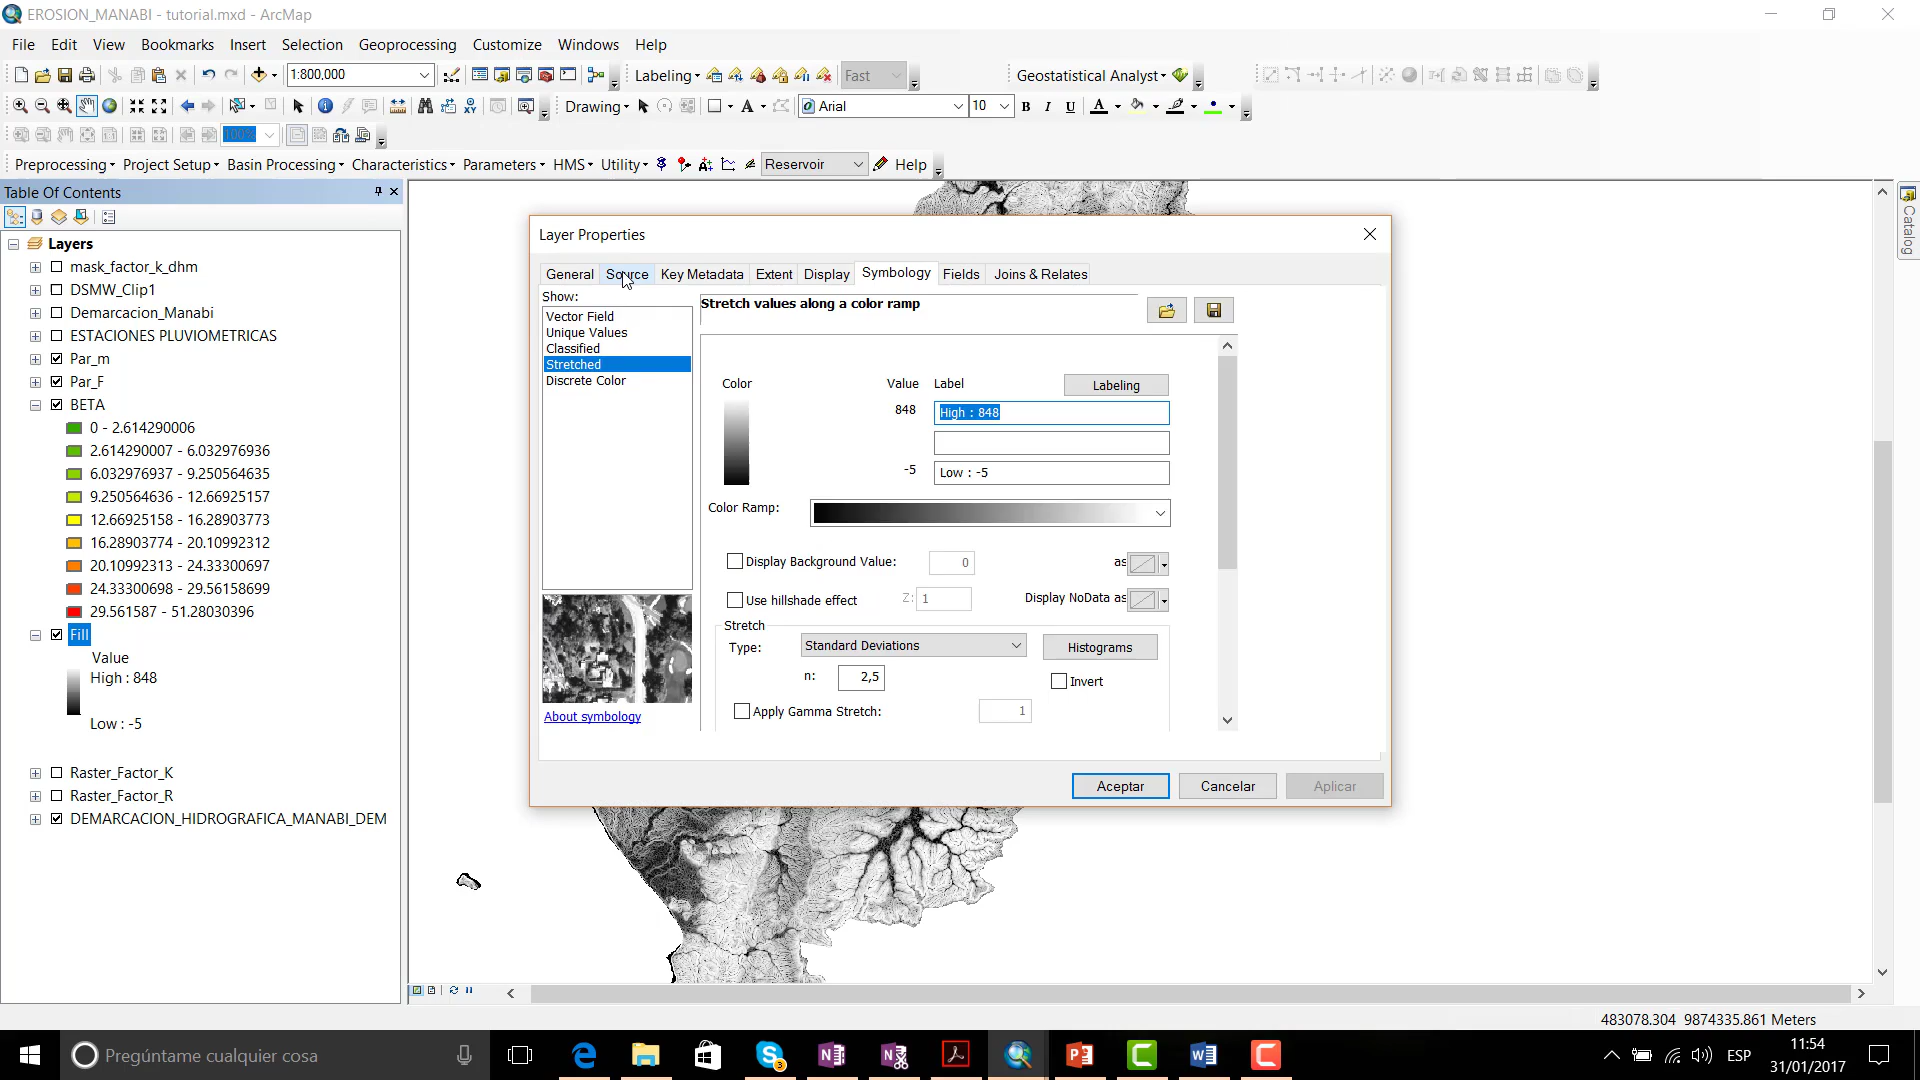 EROSION_MANABI - tutorial.mxd - ArcMap
File Edit View Bookmarks Insert Selection Geoprocessing Customize Windows Help
1:800,000 Labeling Fast Geostatistical Analyst
Drawing A Arial 10 B I U A
100%
Preprocessing Project Setup Basin Processing Characteristics Parameters HMS Utility Reservoir Help
Table Of Contents
Layers
mask_factor_k_dhm
DSMW_Clip1
Demarcacion_Manabi
ESTACIONES PLUVIOMETRICAS
Par_m
Par_F
BETA
0 - 2.614290006
2.614290007 - 6.032976936
6.032976937 - 9.250564635
9.250564636 - 12.66925157
12.66925158 - 16.28903773
16.28903774 - 20.10992312
20.10992313 - 24.33300697
24.33300698 - 29.56158699
29.561587 - 51.28030396
Fill
Value
High : 848
Low : -5
Raster_Factor_K
Raster_Factor_R
DEMARCACION_HIDROGRAFICA_MANABI_DEM
Catalog
Layer Properties
General Source Key Metadata Extent Display Symbology Fields Joins & Relates
Show:
Vector Field
Unique Values
Classified
Stretched
Discrete Color
About symbology
Stretch values along a color ramp
Color Value Label Labeling
848 High : 848
-5 Low : -5
Color Ramp:
Display Background Value: 0 as
Use hillshade effect Z: 1 Display NoData as
Stretch
Type: Standard Deviations Histograms
n: 2,5 Invert
Apply Gamma Stretch: 1
Aceptar Cancelar Aplicar
483078.304 9874335.861 Meters
Pregúntame cualquier cosa
3
ESP
11:54
31/01/2017